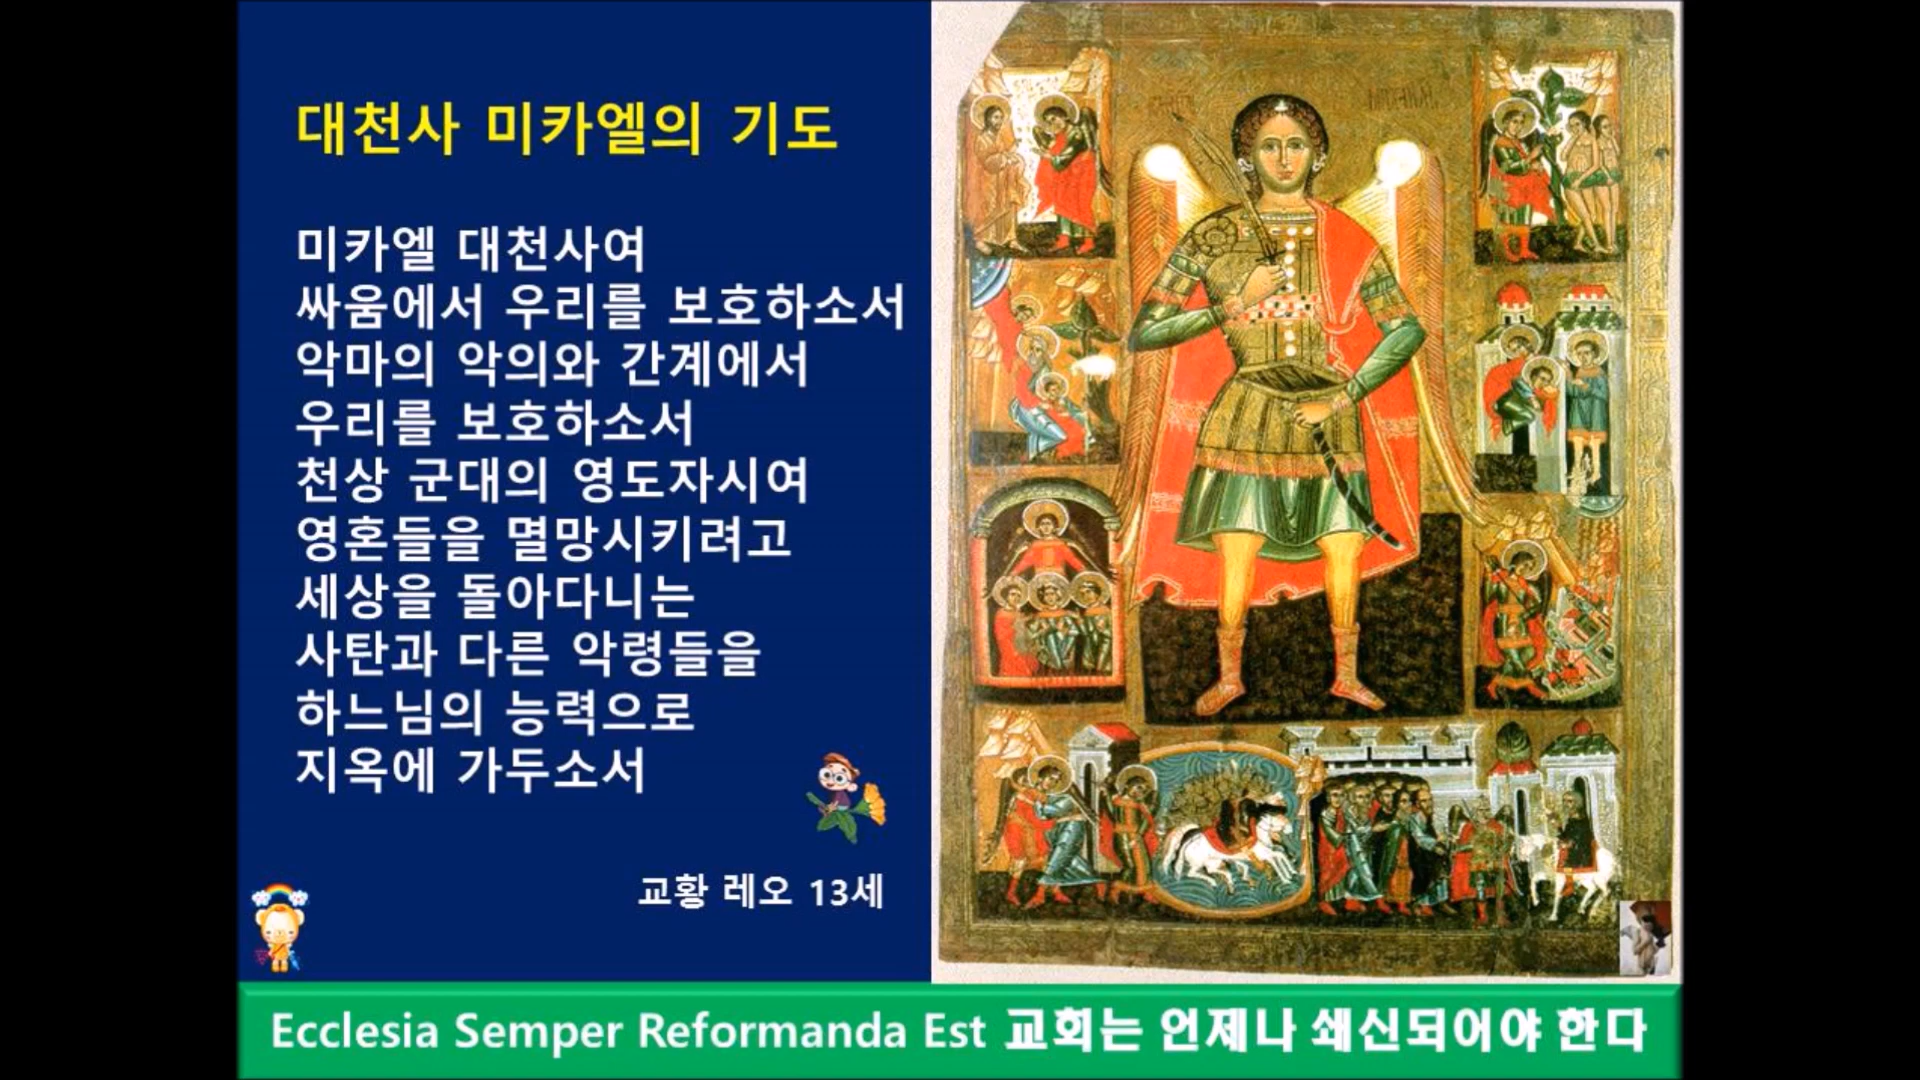 대천사 미카엘의 기도
미카엘 대천사여
싸움에서 우리를 보호하소서
악마의 악의와 간계에서
우리를 보호하소서
천상 군대의 영도자시여
영혼들을 멸망시키려고
세상을 돌아다니는
사탄과 다른 악령들을
하느님의 능력으로
지옥에 가두소서
교황 레오 13세
Ecclesia Semper Reformanda Est 교회는 언제나 쇄신되어야 한다